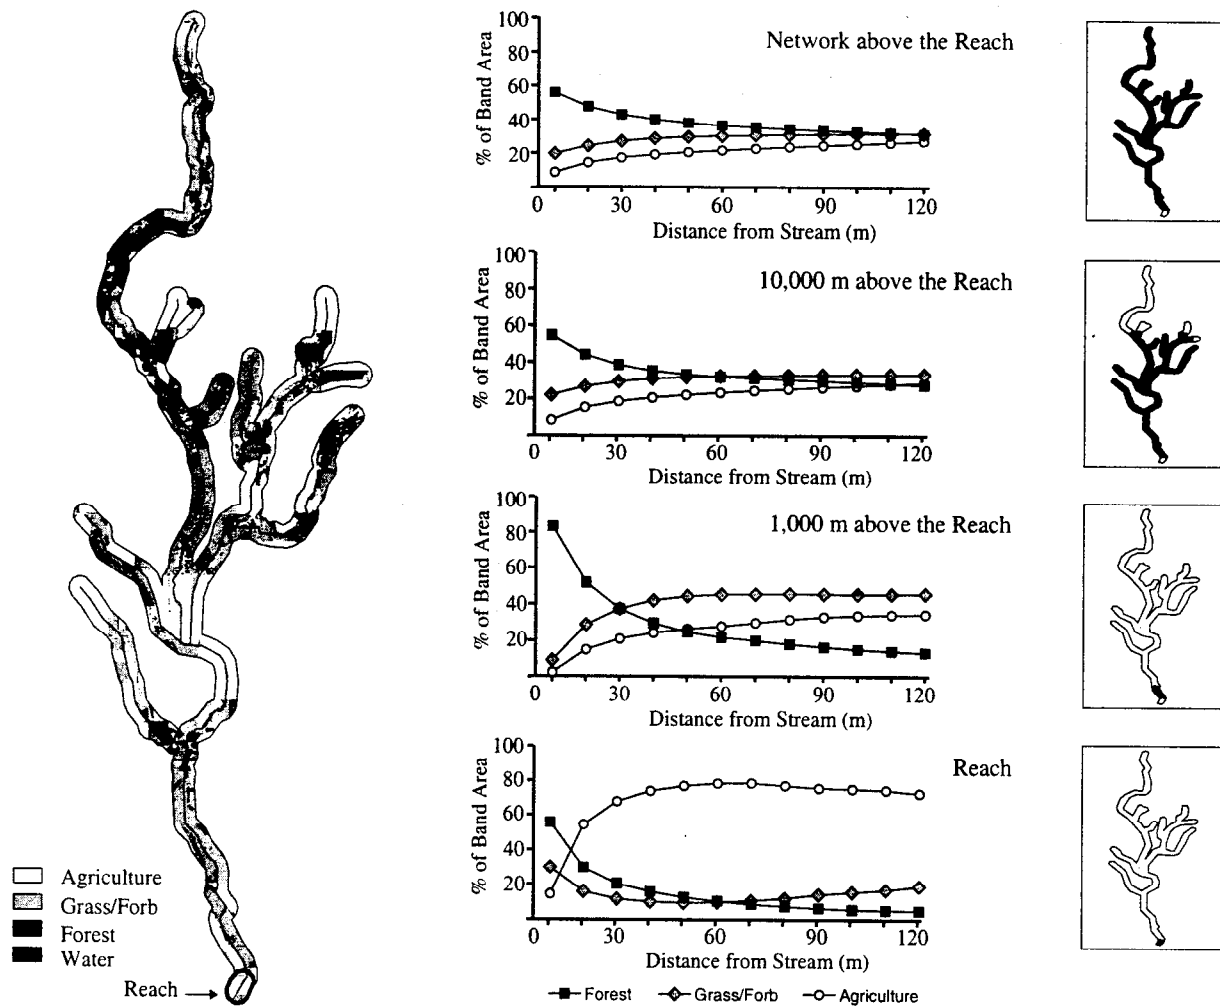 Network above the Reach
100
80
60
40
20
% of Band Area
0 30 60 90 120
Distance from Stream (m)
10,000 m above the Reach
100
80
60
40
20
% of Band Area
0 30 60 90 120
Distance from Stream (m)
1,000 m above the Reach
100
80
60
40
20
% of Band Area
0 30 60 90 120
Distance from Stream (m)
Reach
100
80
60
40
20
% of Band Area
0 30 60 90 120
Distance from Stream (m)
Forest Grass/Forb Agriculture
Agriculture
Grass/Forb
Forest
Water
Reach